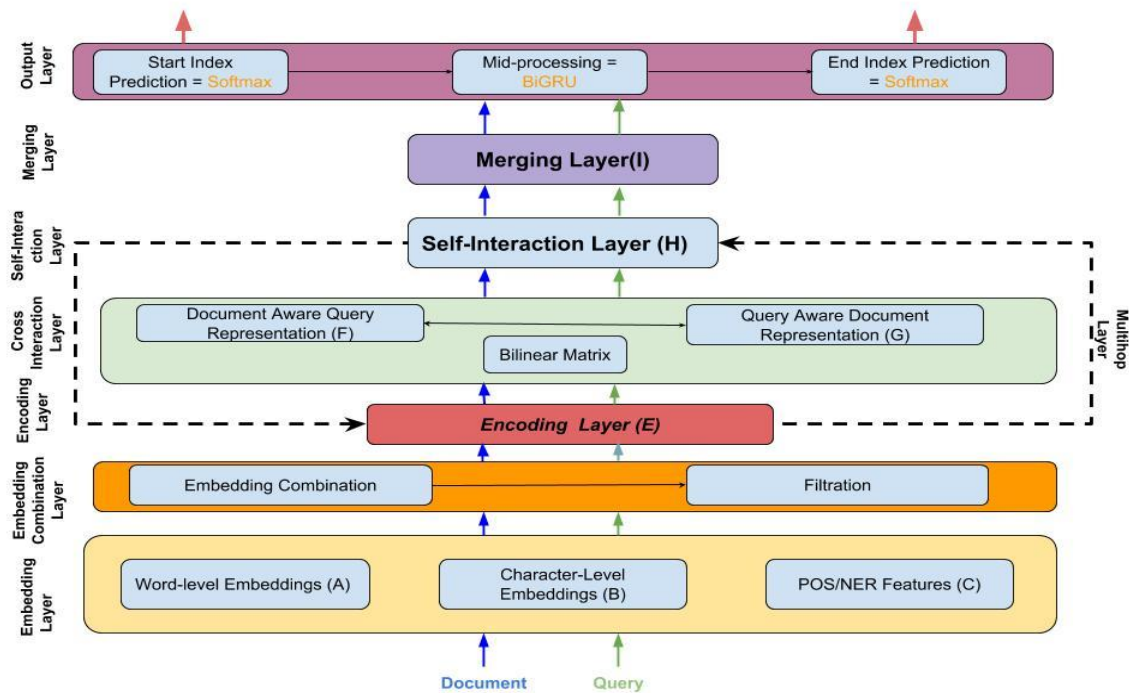 Output
Layer
Start Index
Prediction = Softmax
Mid-processing =
BiGRU
End Index Prediction
= Softmax
Merging
Layer
Merging Layer(I)
Self-Intera
ction
Layer
Self-Interaction Layer (H)
Cross
Interaction
Layer
Document Aware Query
Representation (F)
Query Aware Document
Representation (G)
Bilinear Matrix
Multihop
Layer
Encoding
Layer
Encoding Layer (E)
Embedding
Combination
Layer
Embedding Combination
Filtration
Embedding
Layer
Word-level Embeddings (A)
Character-Level
Embeddings (B)
POS/NER Features (C)
Document
Query